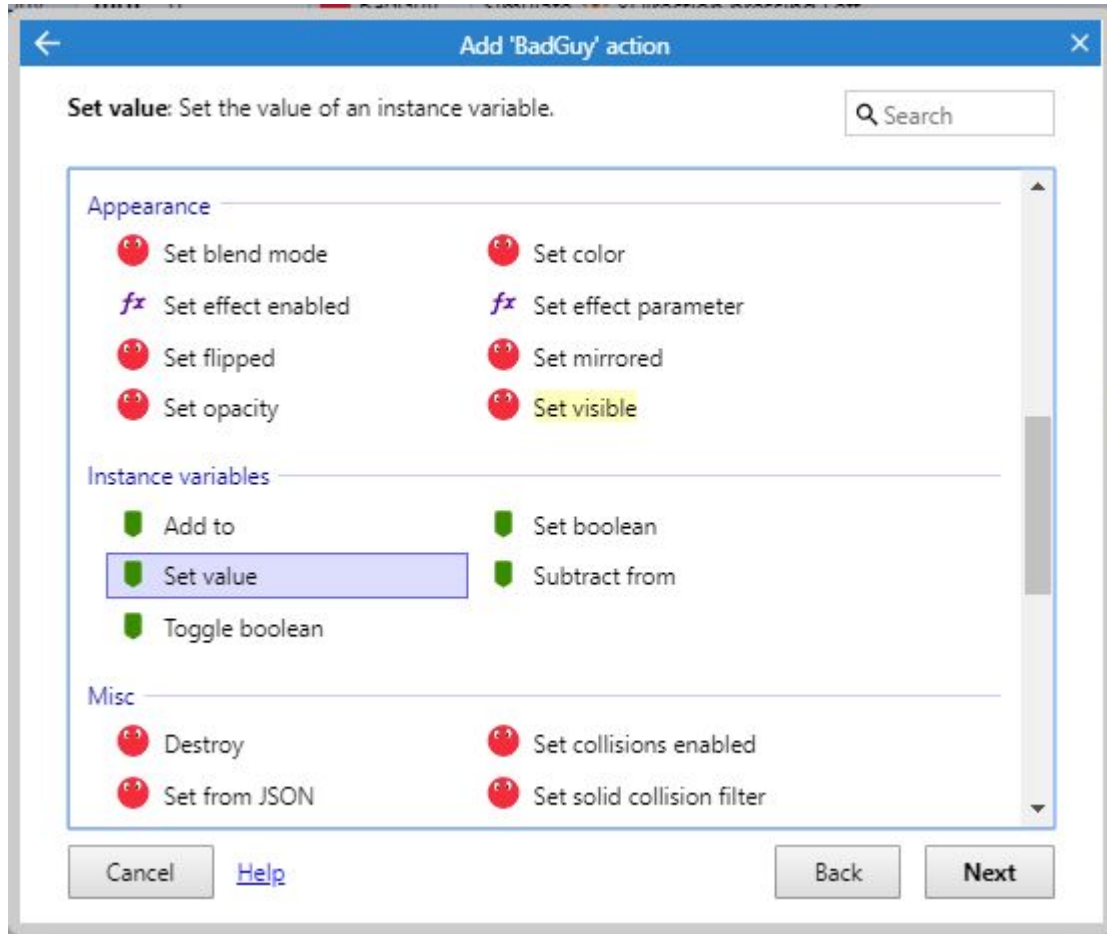 Add 'BadGuy' action
Set value: Set the value of an instance variable.
Search
Appearance
Set blend mode
Set color
fx Set effect enabled
fx Set effect parameter
Set flipped
Set mirrored
Set opacity
Set visible
Instance variables
Add to
Set boolean
Set value
Subtract from
Toggle boolean
Misc
Destroy
Set collisions enabled
Set from JSON
Set solid collision filter
Cancel
Help
Back
Next